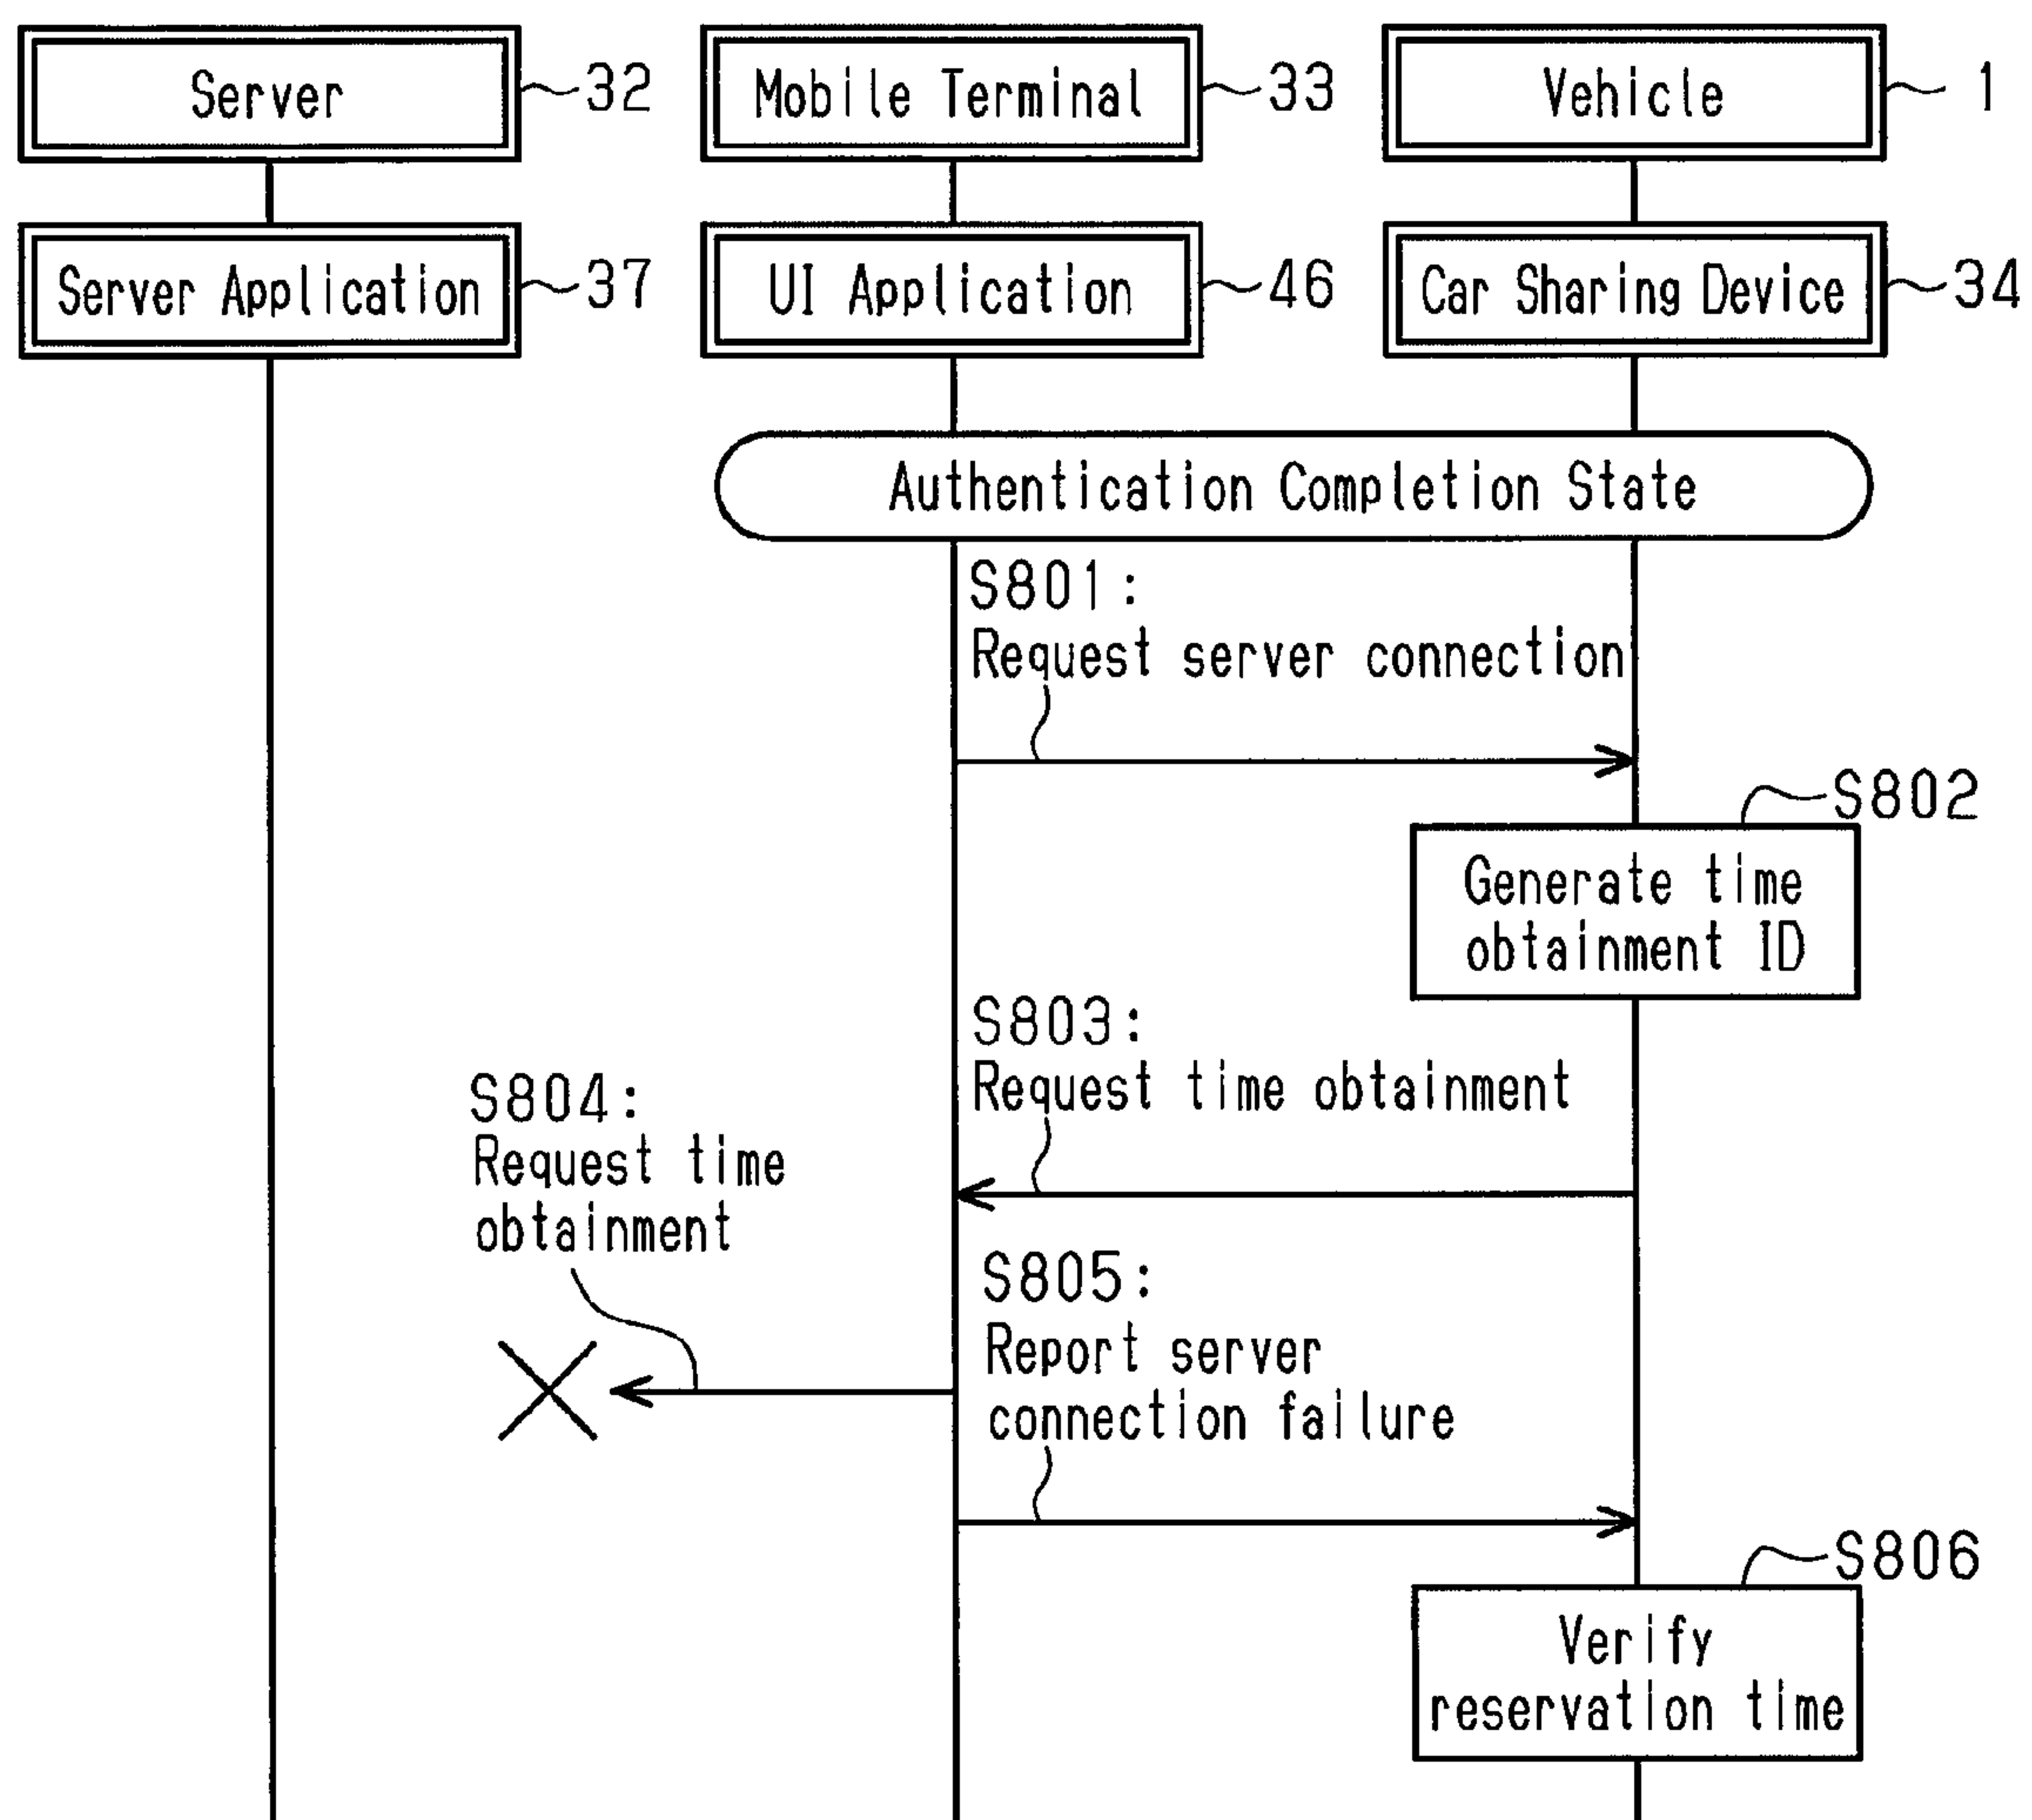 Server
32
Mobile Terminal
33
Vehicle
1
Server Application
37
UI Application
46
Car Sharing Device
34
Authentication Completion State
S801:
Request server connection
S802
Generate time
obtainment ID
S803:
Request time obtainment
S804:
Request time
obtainment
S805:
Report server
connection failure
S806
Verify
reservation time